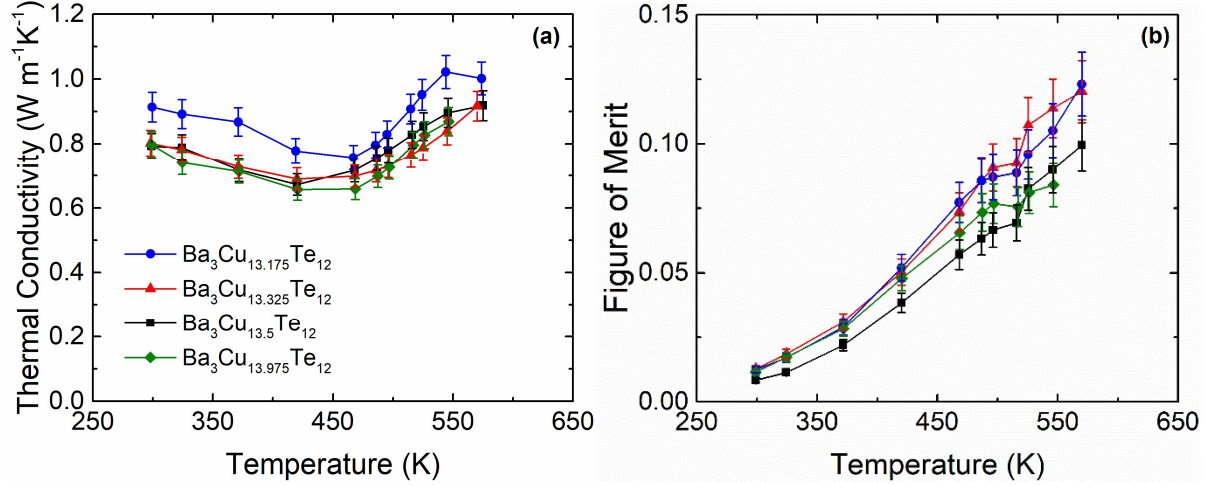 Thermal Conductivity (W m⁻¹K⁻¹)
1.2
1.0
0.8
0.6
0.4
0.2
0.0
(a)
Ba₃Cu₁₃.₁₇₅Te₁₂
Ba₃Cu₁₃.₃₂₅Te₁₂
Ba₃Cu₁₃.₅Te₁₂
Ba₃Cu₁₃.₉₇₅Te₁₂
250 350 450 550 650
Temperature (K)
Figure of Merit
0.15
0.10
0.05
0.00
(b)
250 350 450 550 650
Temperature (K)